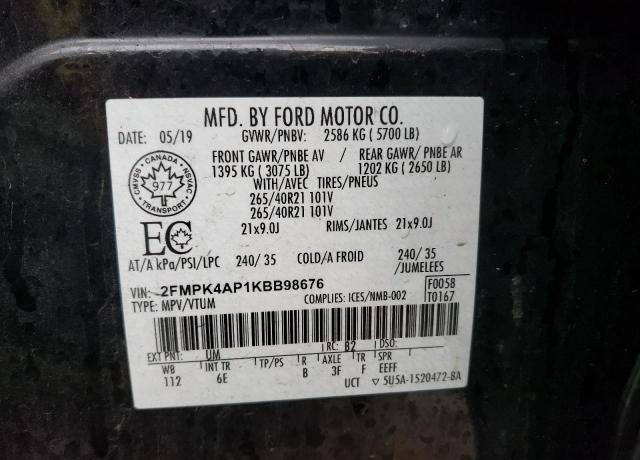 MFD. BY FORD MOTOR CO.
DATE: 05/19 GVWR/PNBV: 2586 KG ( 5700 LB)
FRONT GAWR/PNBE AV / REAR GAWR/ PNBE AR
1395 KG ( 3075 LB) 1202 KG ( 2650 LB)
WITH/AVEC TIRES/PNEUS
265/40R21 101V
265/40R21 101V
21x9.0J RIMS/JANTES 21x9.0J
CANADA
CMVSS NSVAC
977
TRANSPORT
EC
AT/A kPa/PSI/LPC 240/ 35 COLD/A FROID 240/ 35
/JUMELEES
VIN: 2FMPK4AP1KBB98676 F0058
TYPE: MPV/VTUM COMPLIES: ICES/NMB-002 T0167
EXT PNT: UM RC: B2 DSO:
WB INT TR TP/PS R AXLE TR SPR
112 6E B 3F F EEFF
UCT ▽ 5U5A-1520472-BA